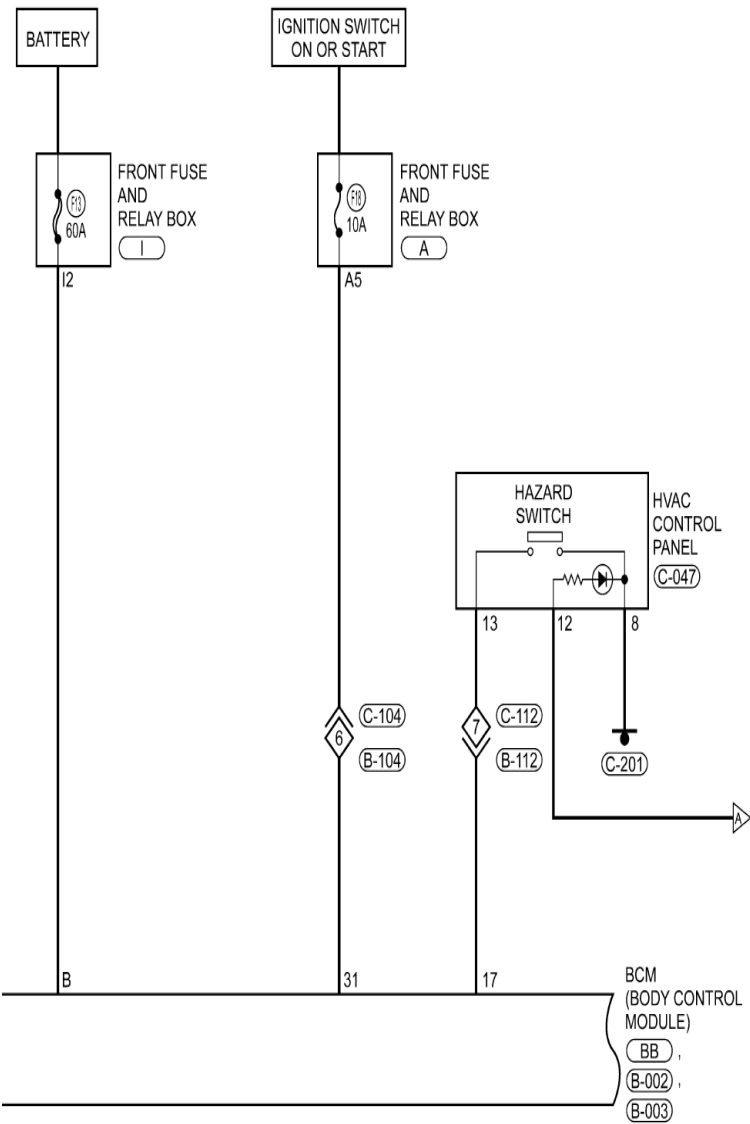 BATTERY
IGNITION SWITCH
ON OR START
F13
60A
FRONT FUSE
AND
RELAY BOX
I
F18
10A
FRONT FUSE
AND
RELAY BOX
A
I2
A5
HAZARD
SWITCH
HVAC
CONTROL
PANEL
C-047
13
12
8
6
C-104
B-104
7
C-112
B-112
C-201
A
B
31
17
BCM
(BODY CONTROL
MODULE)
BB ,
B-002 ,
B-003